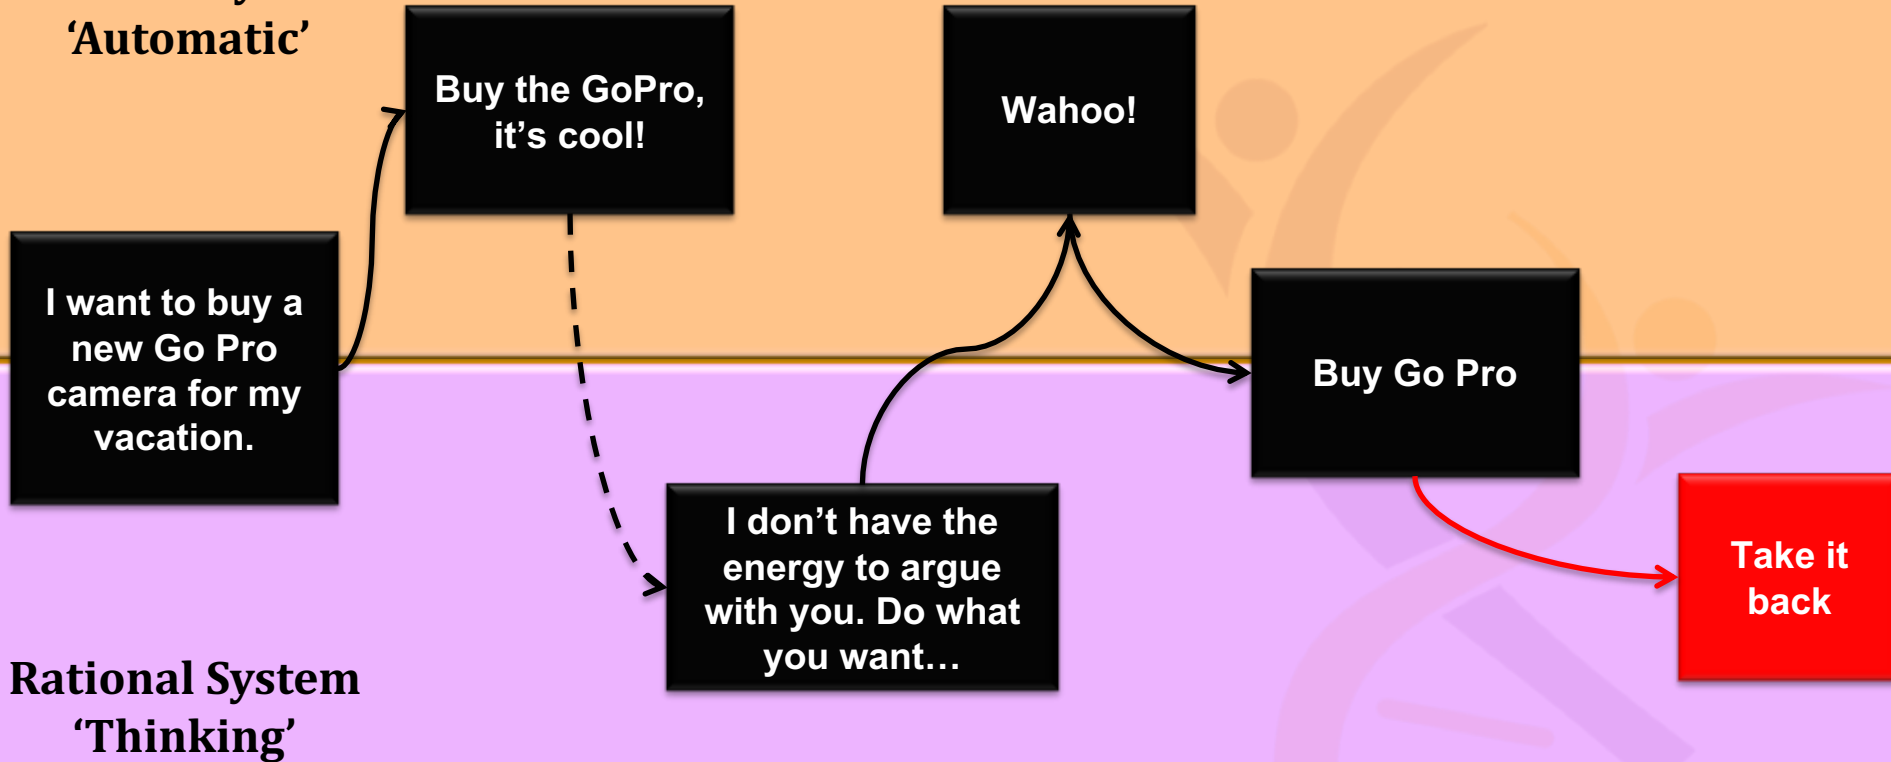 ‘Automatic’
Buy the GoPro,
it’s cool!
Wahoo!
I want to buy a
new Go Pro
camera for my
vacation.
Buy Go Pro
I don’t have the
energy to argue
with you. Do what
you want…
Take it
back
Rational System
‘Thinking’